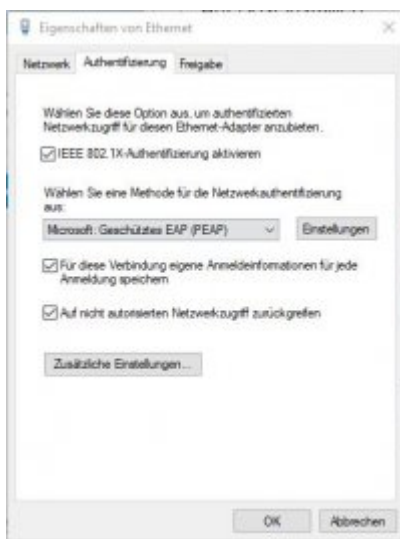 Eigenschaften von Ethernet
Netzwerk Authentifizierung Freigabe
Wählen Sie diese Option aus, um authentifizierten
Netzwerkzugriff für diesen Ethernet-Adapter anzubieten.
IEEE 802.1X-Authentifizierung aktivieren
Wählen Sie eine Methode für die Netzwerkauthentifizierung
aus:
Microsoft: Geschütztes EAP (PEAP) Einstellungen
Für diese Verbindung eigene Anmeldeinformationen für jede
Anmeldung speichern
Auf nicht autorisierten Netzwerkzugriff zurückgreifen
Zusätzliche Einstellungen...
OK Abbrechen